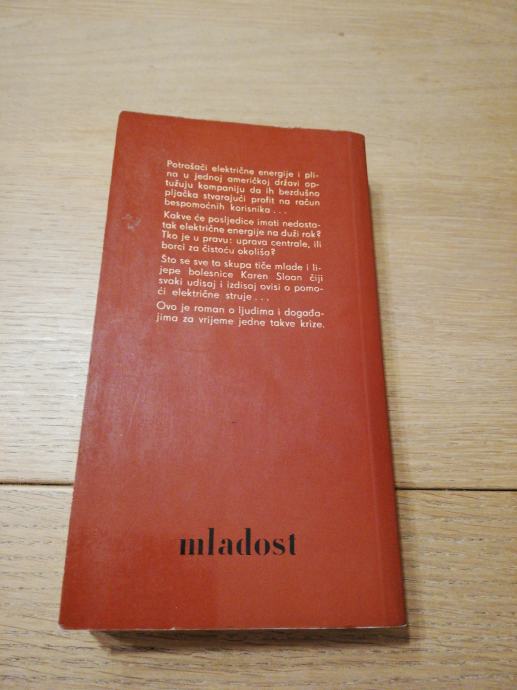 Potrošači električne energije i pli-
na u jednoj američkoj državi op-
tužuju kompaniju da ih bezdušno
pljačka stvarajući profit na račun
bespomoćnih korisnika . . .
Kakve će posljedice imati nedosta-
tak električne energije na duži rok?
Tko je u pravu: uprava centrale, ili
borci za čistoću okoliša?
Što se sve to skupa tiče mlade i li-
jepe bolesnice Karen Sloan čiji
svaki udisaj i izdisaj ovisi o pomo-
ći električne struje . . .
Ovo je roman o ljudima i događa-
jima za vrijeme jedne takve krize.
mladost